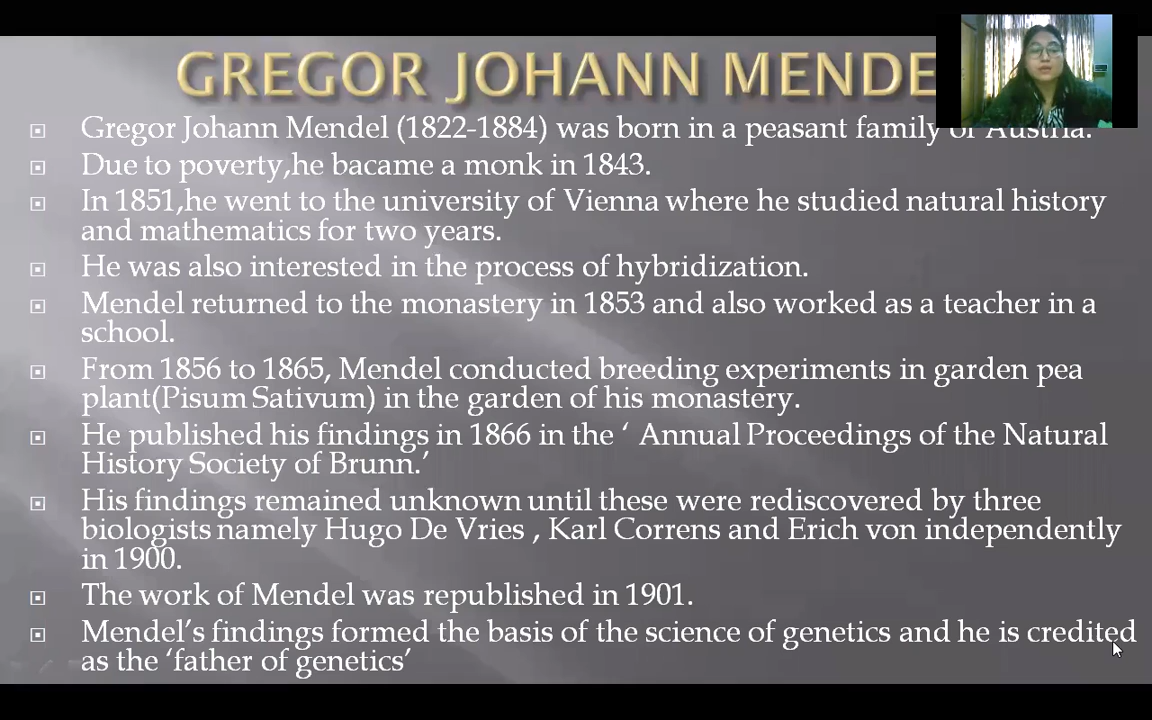 GREGOR JOHANN MENDE
Gregor Johann Mendel (1822-1884) was born in a peasant family of Austria.
Due to poverty,he bacame a monk in 1843.
In 1851,he went to the university of Vienna where he studied natural history
and mathematics for two years.
He was also interested in the process of hybridization.
Mendel returned to the monastery in 1853 and also worked as a teacher in a
school.
From 1856 to 1865, Mendel conducted breeding experiments in garden pea
plant(Pisum Sativum) in the garden of his monastery.
He published his findings in 1866 in the ‘ Annual Proceedings of the Natural
History Society of Brunn.’
His findings remained unknown until these were rediscovered by three
biologists namely Hugo De Vries , Karl Correns and Erich von independently
in 1900.
The work of Mendel was republished in 1901.
Mendel’s findings formed the basis of the science of genetics and he is credited
as the ‘father of genetics’